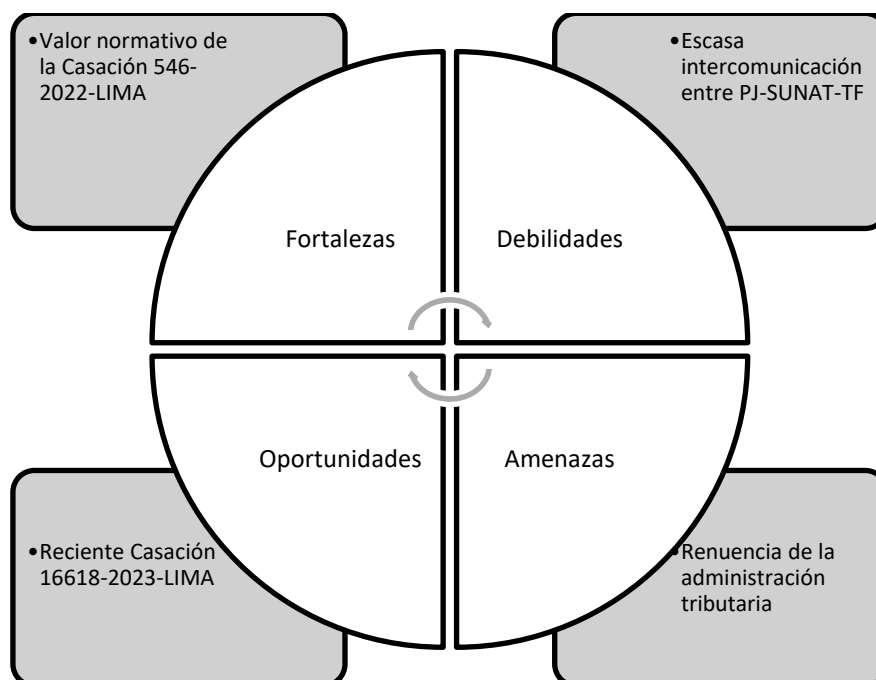 •Valor normativo de
la Casación 546-
2022-LIMA
•Escasa
intercomunicación
entre PJ-SUNAT-TF
Fortalezas
Debilidades
Oportunidades
Amenazas
•Reciente Casación
16618-2023-LIMA
•Renuencia de la
administración
tributaria